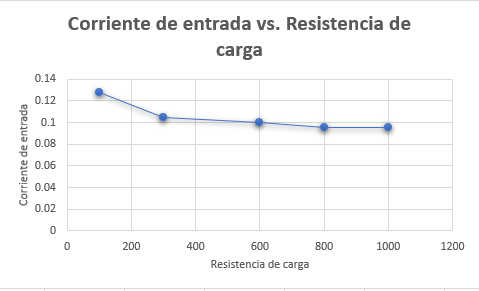 Corriente de entrada vs. Resistencia de
carga
0.14
0.12
0.1
0.08
0.06
0.04
0.02
0
Corriente de entrada
0 200 400 600 800 1000 1200
Resistencia de carga